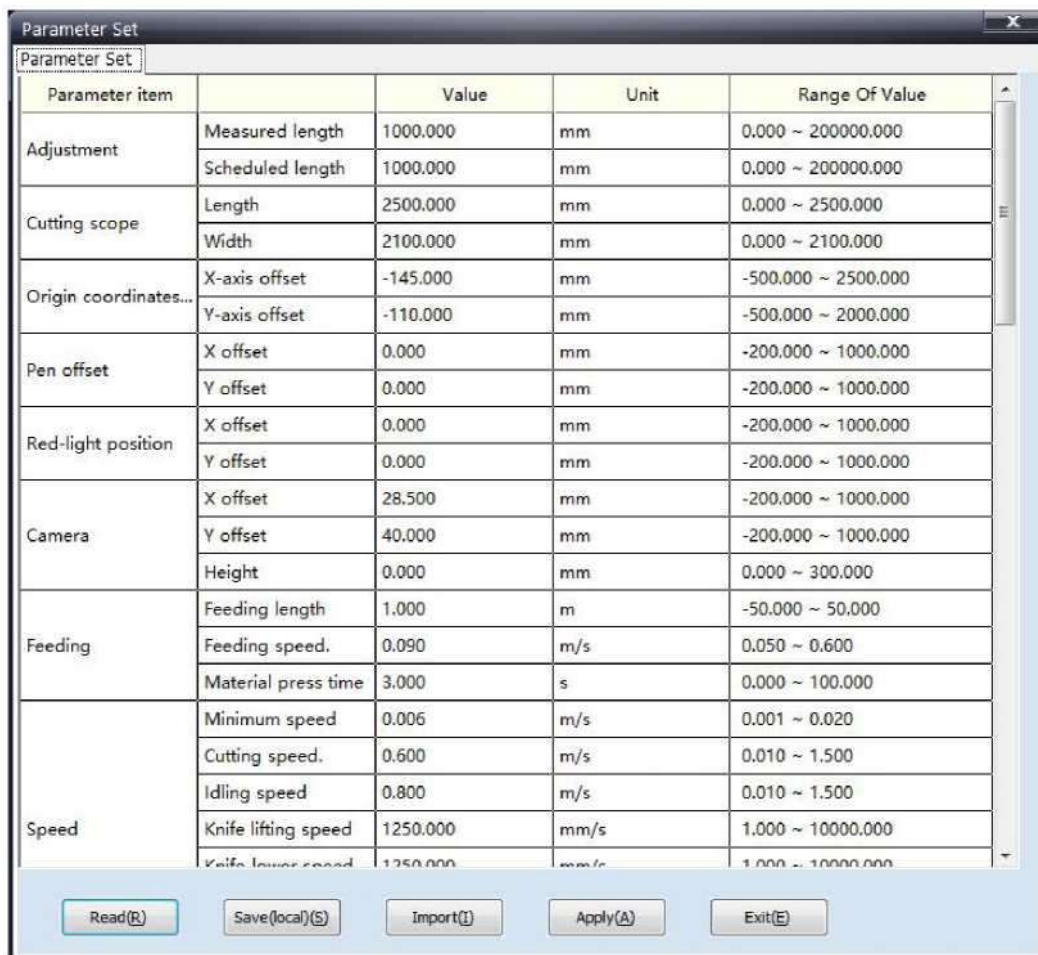 Parameter Set
Parameter Set
Parameter item Value Unit Range Of Value
Adjustment
Measured length 1000.000 mm 0.000 ~ 200000.000
Scheduled length 1000.000 mm 0.000 ~ 200000.000
Cutting scope
Length 2500.000 mm 0.000 ~ 2500.000
Width 2100.000 mm 0.000 ~ 2100.000
Origin coordinates...
X-axis offset -145.000 mm -500.000 ~ 2500.000
Y-axis offset -110.000 mm -500.000 ~ 2000.000
Pen offset
X offset 0.000 mm -200.000 ~ 1000.000
Y offset 0.000 mm -200.000 ~ 1000.000
Red-light position
X offset 0.000 mm -200.000 ~ 1000.000
Y offset 0.000 mm -200.000 ~ 1000.000
Camera
X offset 28.500 mm -200.000 ~ 1000.000
Y offset 40.000 mm -200.000 ~ 1000.000
Height 0.000 mm 0.000 ~ 300.000
Feeding
Feeding length 1.000 m -50.000 ~ 50.000
Feeding speed. 0.090 m/s 0.050 ~ 0.600
Material press time 3.000 s 0.000 ~ 100.000
Speed
Minimum speed 0.006 m/s 0.001 ~ 0.020
Cutting speed. 0.600 m/s 0.010 ~ 1.500
Idling speed 0.800 m/s 0.010 ~ 1.500
Knife lifting speed 1250.000 mm/s 1.000 ~ 10000.000
Knife lower speed 1250.000 mm/s 1.000 ~ 10000.000
Read(R) Save(local)(S) Import(I) Apply(A) Exit(E)